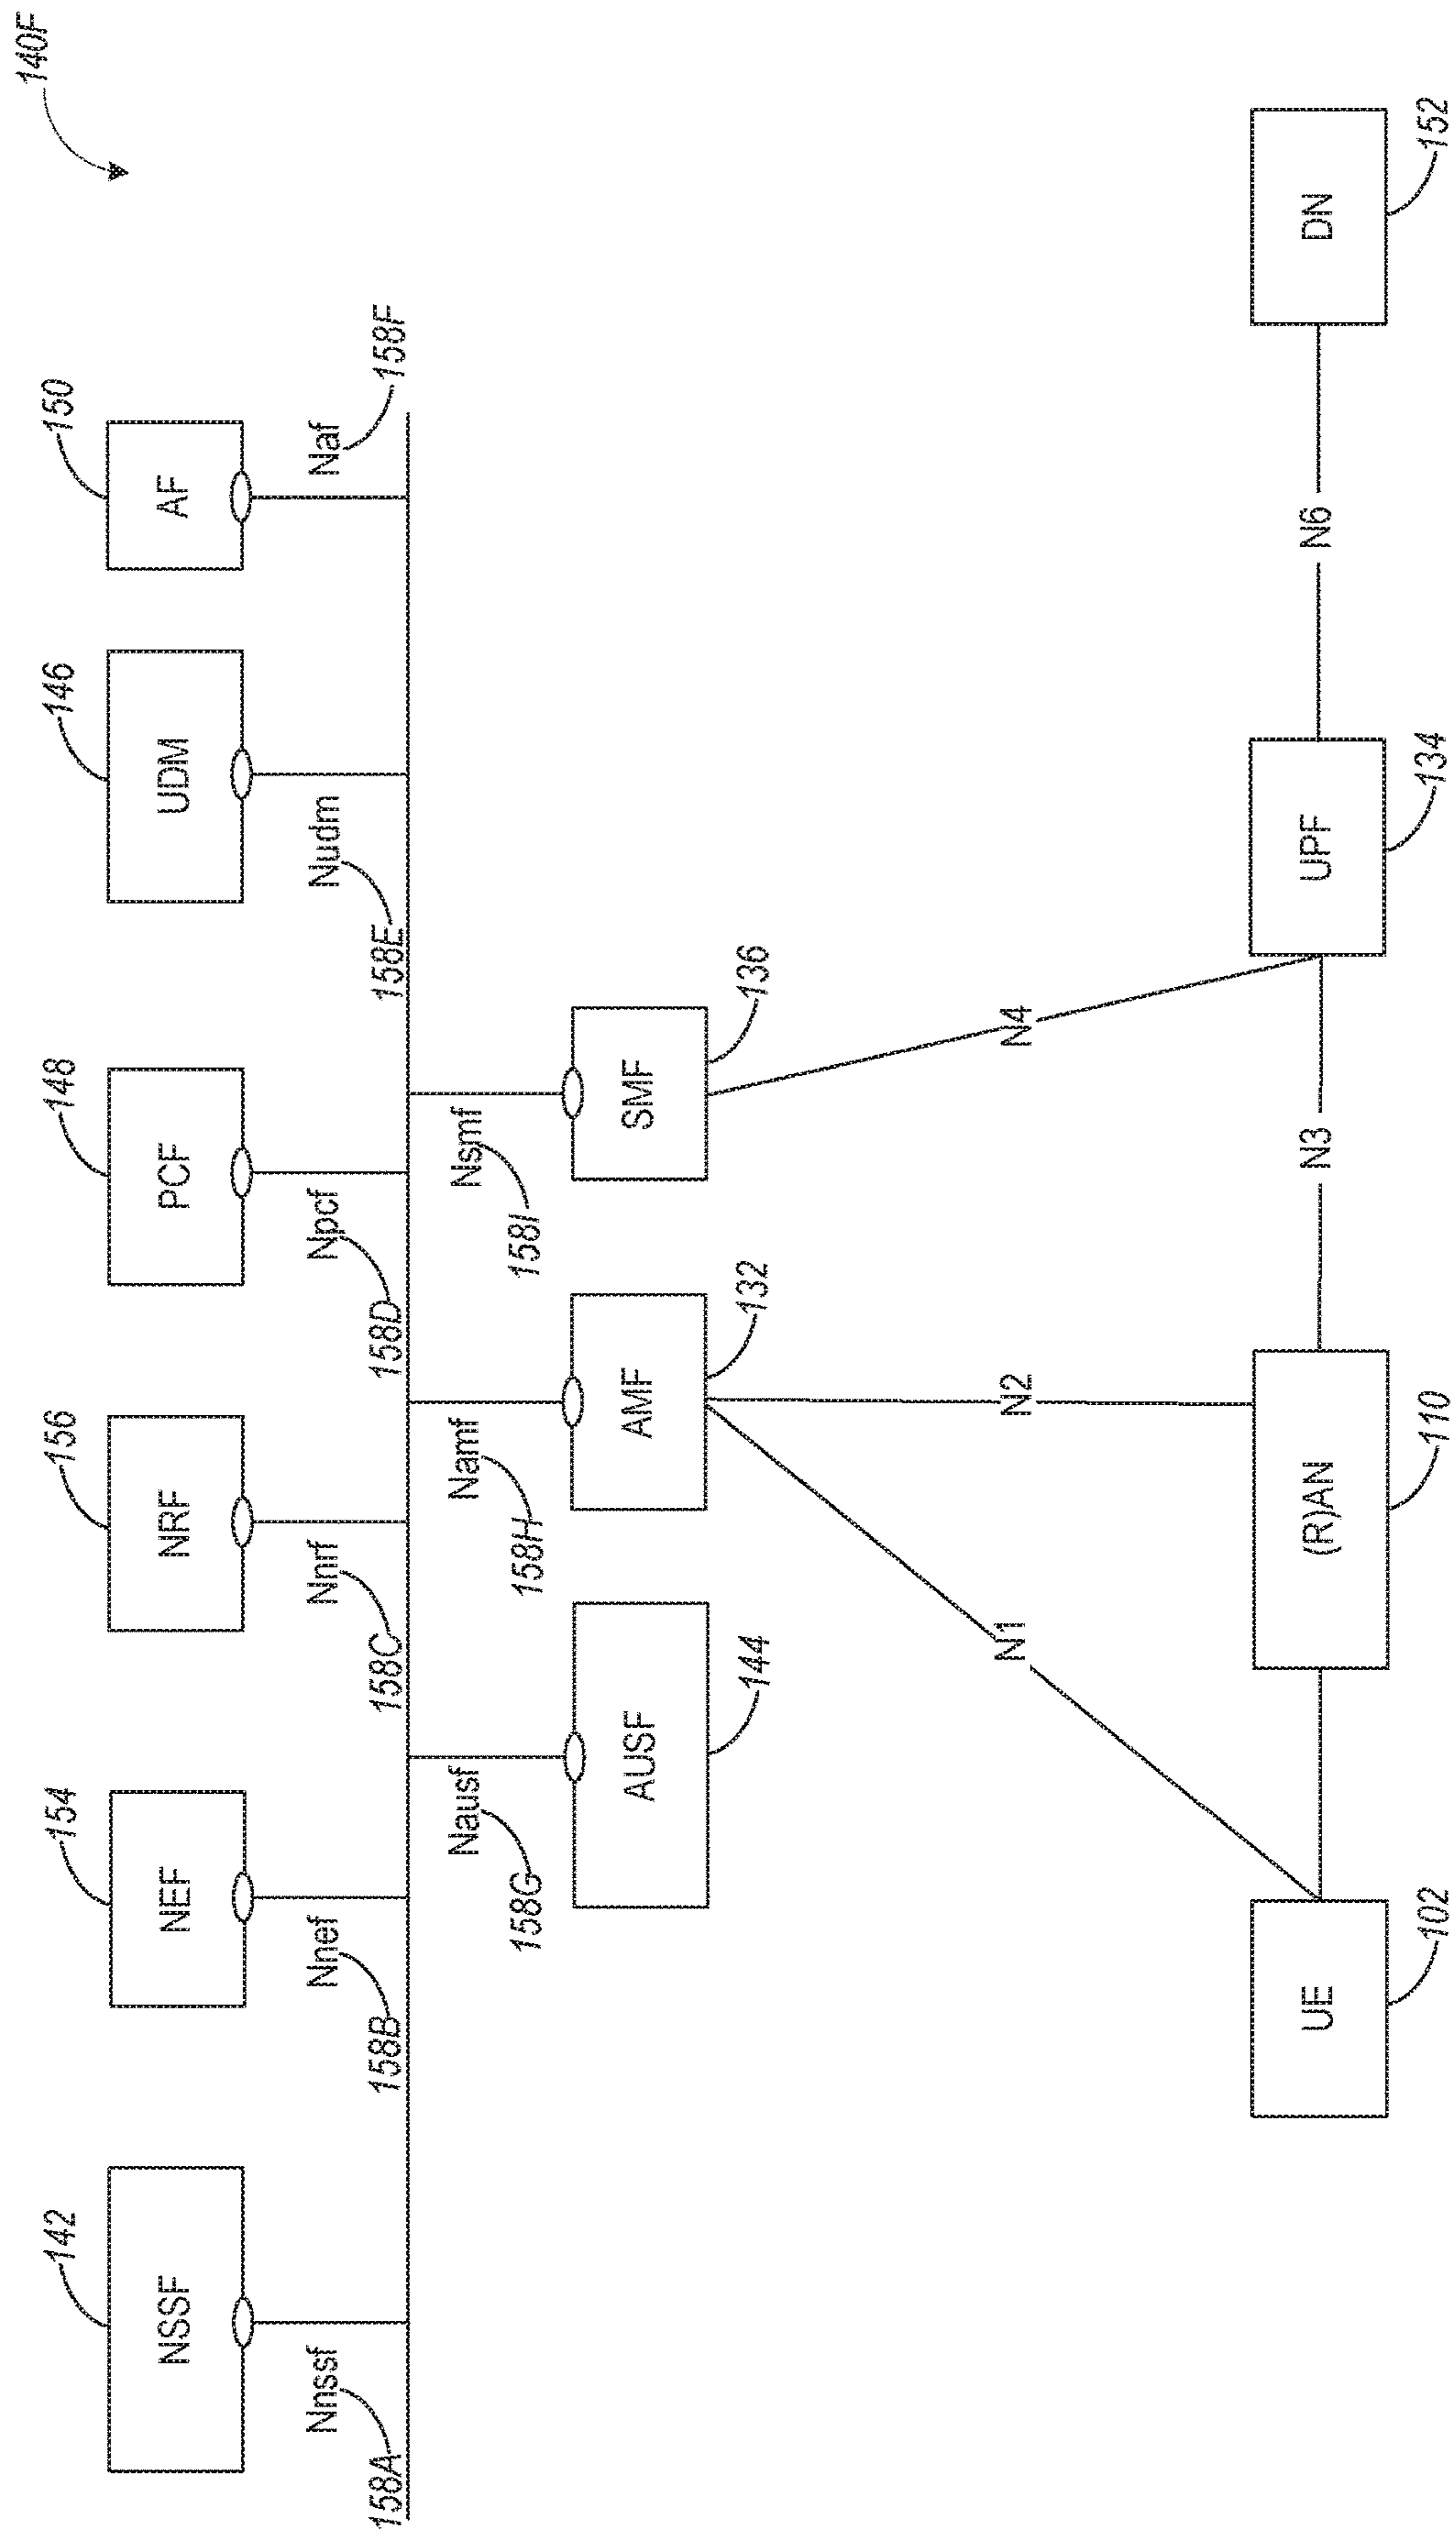 140F
142
154
156
148
146
150
NSSF
NEF
NRF
PCF
UDM
AF
Nnssf
Nnef
Nnrf
Npcf
Nudm
Naf
158A
158B
158C
158D
158E
158F
Nausf
Namf
Nsmf
158G
158H
158I
AUSF
AMF
SMF
144
132
136
N1
N2
N4
UE
(R)AN
N3
UPF
N6
DN
102
110
134
152